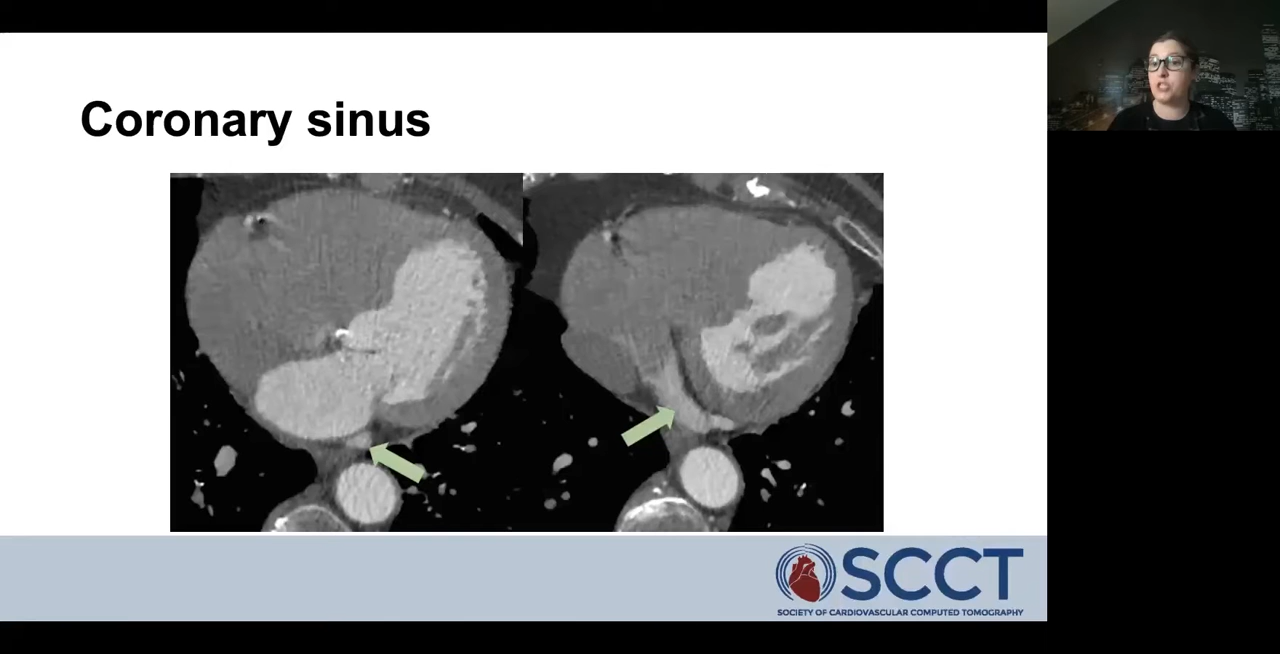 Coronary sinus
SCCT
SOCIETY OF CARDIOVASCULAR COMPUTED TOMOGRAPHY